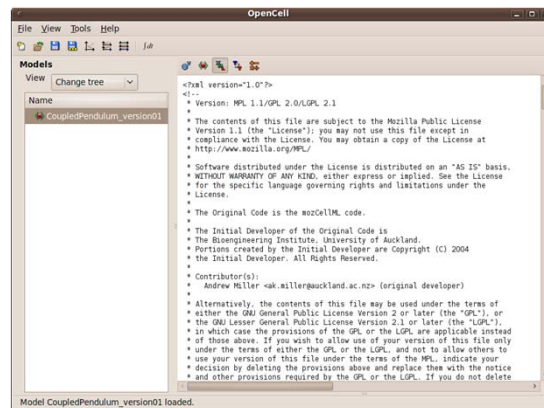 OpenCell
File View Tools Help
∫dt
Models
View Change tree
Name
CoupledPendulum_version01
<?xml version="1.0"?>
<!--
* Version: MPL 1.1/GPL 2.0/LGPL 2.1
*
* The contents of this file are subject to the Mozilla Public License
* Version 1.1 (the "License"); you may not use this file except in
* compliance with the License. You may obtain a copy of the License at
* http://www.mozilla.org/MPL/
*
* Software distributed under the License is distributed on an "AS IS" basis,
* WITHOUT WARRANTY OF ANY KIND, either express or implied. See the License
* for the specific language governing rights and limitations under the
* License.
*
* The Original Code is the mozCellML code.
*
* The Initial Developer of the Original Code is
* The Bioengineering Institute, University of Auckland.
* Portions created by the Initial Developer are Copyright (C) 2004
* the Initial Developer. All Rights Reserved.
*
* Contributor(s):
* Andrew Miller <ak.miller@auckland.ac.nz> (original developer)
*
* Alternatively, the contents of this file may be used under the terms of
* either the GNU General Public License Version 2 or later (the "GPL"), or
* the GNU Lesser General Public License Version 2.1 or later (the "LGPL"),
* in which case the provisions of the GPL or the LGPL are applicable instead
* of those above. If you wish to allow use of your version of this file only
* under the terms of either the GPL or the LGPL, and not to allow others to
* use your version of this file under the terms of the MPL, indicate your
* decision by deleting the provisions above and replace them with the notice
* and other provisions required by the GPL or the LGPL. If you do not delete
Model CoupledPendulum_version01 loaded.